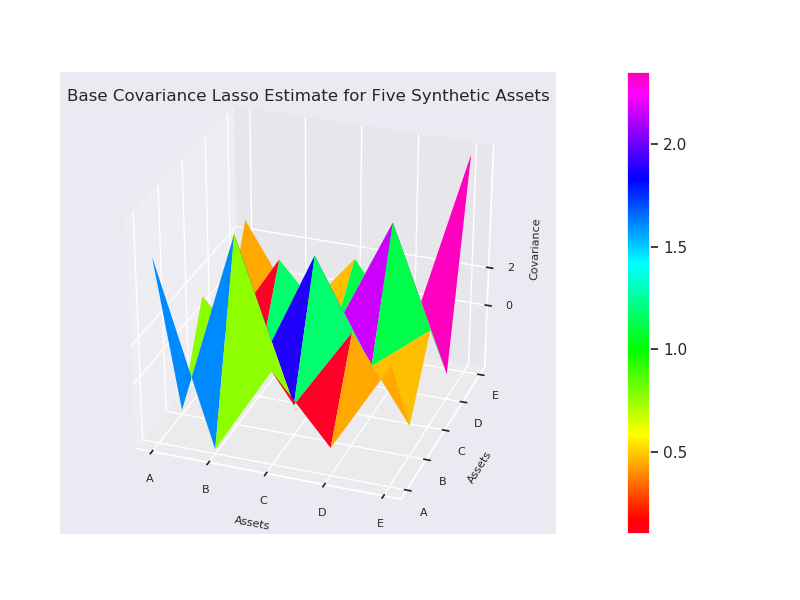 Base Covariance Lasso Estimate for Five Synthetic Assets
2.0
1.5
1.0
0.5
Covariance
2
0
E
D
C
B
A
Assets
A
B
C
D
E
Assets